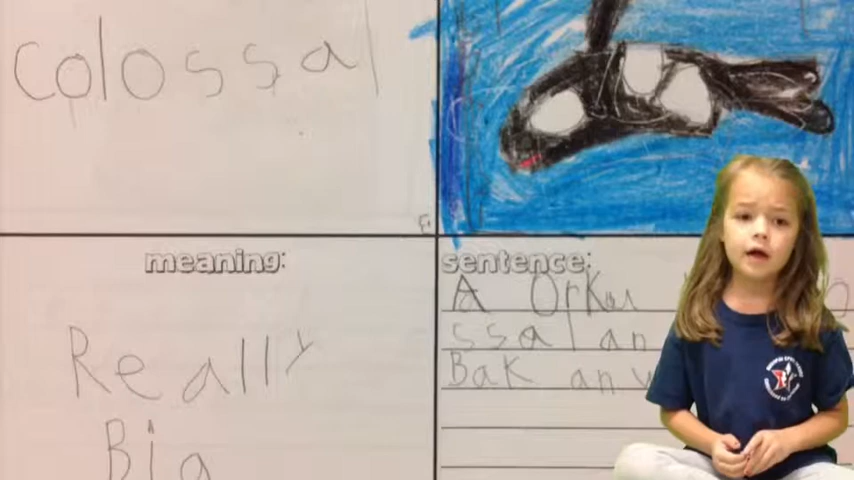 Colossal
meaning:
Really
Big
sentence:
A Orka
ssal an
Bak an